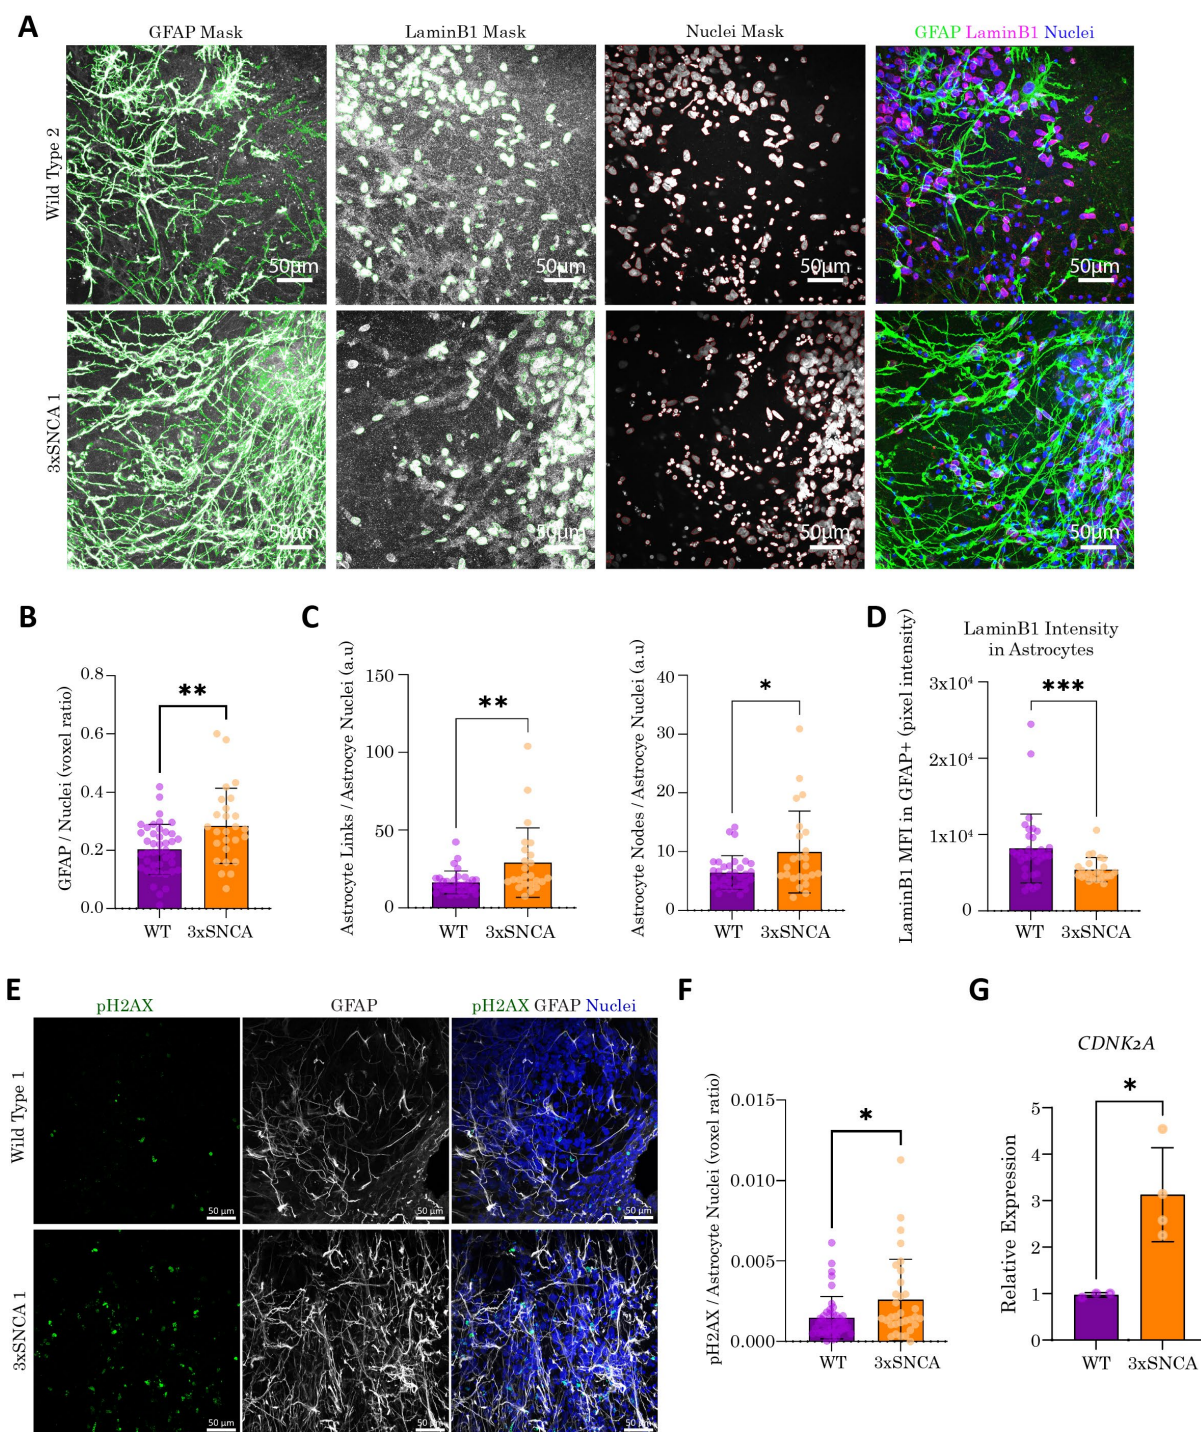 A
GFAP Mask
LaminB1 Mask
Nuclei Mask
GFAP LaminB1 Nuclei
Wild Type 2
50µm
50µm
50µm
50µm
3xSNCA 1
50µm
50µm
50µm
50µm
B
GFAP / Nuclei (voxel ratio)
0.8
0.6
0.4
0.2
0.0
**
WT
3xSNCA
C
Astrocyte Links / Astrocye Nuclei (a.u)
150
100
50
0
**
WT
3xSNCA
Astrocyte Nodes / Astrocye Nuclei (a.u)
40
30
20
10
0
*
WT
3xSNCA
D
LaminB1 Intensity
in Astrocytes
LaminB1 MFI in GFAP+ (pixel intensity)
3x10⁴
2x10⁴
1x10⁴
0
***
WT
3xSNCA
E
pH2AX
GFAP
pH2AX GFAP Nuclei
Wild Type 1
50 µm
50 µm
50 µm
3xSNCA 1
50 µm
50 µm
50 µm
F
pH2AX / Astrocyte Nuclei (voxel ratio)
0.015
0.010
0.005
0.000
*
WT
3xSNCA
G
CDNK2A
Relative Expression
5
4
3
2
1
0
*
WT
3xSNCA